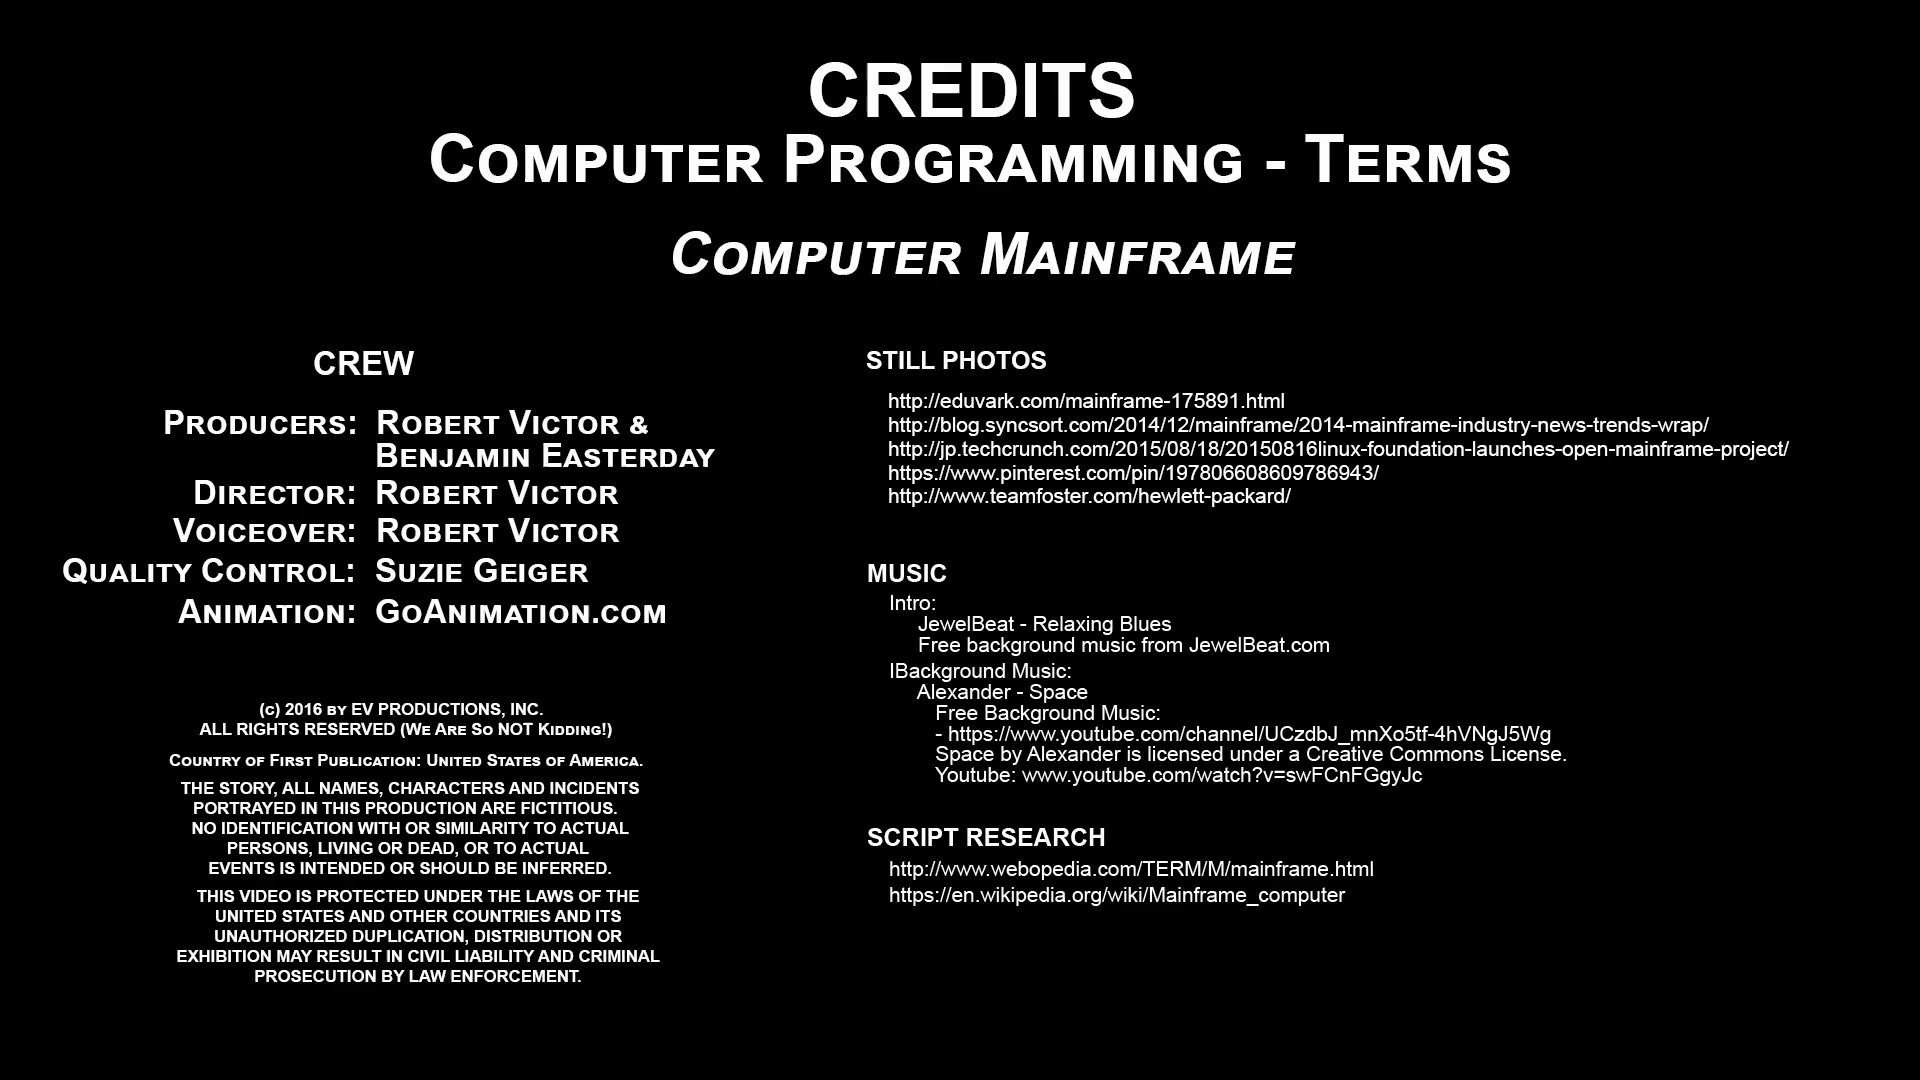 CREDITS
Computer Programming - Terms
Computer Mainframe
CREW
Producers: Robert Victor &
Benjamin Easterday
Director: Robert Victor
Voiceover: Robert Victor
Quality Control: Suzie Geiger
Animation: GoAnimation.com
(c) 2016 by EV PRODUCTIONS, INC.
ALL RIGHTS RESERVED (We Are So NOT Kidding!)
Country of First Publication: United States of America.
THE STORY, ALL NAMES, CHARACTERS AND INCIDENTS
PORTRAYED IN THIS PRODUCTION ARE FICTITIOUS.
NO IDENTIFICATION WITH OR SIMILARITY TO ACTUAL
PERSONS, LIVING OR DEAD, OR TO ACTUAL
EVENTS IS INTENDED OR SHOULD BE INFERRED.
THIS VIDEO IS PROTECTED UNDER THE LAWS OF THE
UNITED STATES AND OTHER COUNTRIES AND ITS
UNAUTHORIZED DUPLICATION, DISTRIBUTION OR
EXHIBITION MAY RESULT IN CIVIL LIABILITY AND CRIMINAL
PROSECUTION BY LAW ENFORCEMENT.
STILL PHOTOS
http://eduvark.com/mainframe-175891.html
http://blog.syncsort.com/2014/12/mainframe/2014-mainframe-industry-news-trends-wrap/
http://jp.techcrunch.com/2015/08/18/20150816linux-foundation-launches-open-mainframe-project/
https://www.pinterest.com/pin/197806608609786943/
http://www.teamfoster.com/hewlett-packard/
MUSIC
Intro:
JewelBeat - Relaxing Blues
Free background music from JewelBeat.com
IBackground Music:
Alexander - Space
Free Background Music:
- https://www.youtube.com/channel/UCzdbJ_mnXo5tf-4hVNgJ5Wg
Space by Alexander is licensed under a Creative Commons License.
Youtube: www.youtube.com/watch?v=swFCnFGgyJc
SCRIPT RESEARCH
http://www.webopedia.com/TERM/M/mainframe.html
https://en.wikipedia.org/wiki/Mainframe_computer